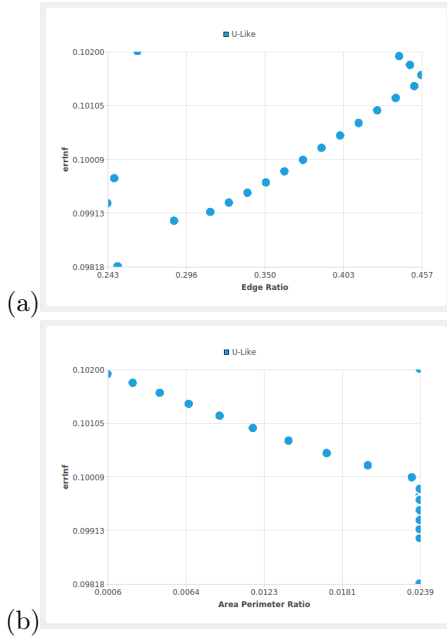 U-Like
0.10200
0.10105
0.10009
0.09913
0.09818
errInf
0.243 0.296 0.350 0.403 0.457
Edge Ratio
(a)
U-Like
0.10200
0.10105
0.10009
0.09913
0.09818
errInf
0.0006 0.0064 0.0123 0.0181 0.0239
Area Perimeter Ratio
(b)